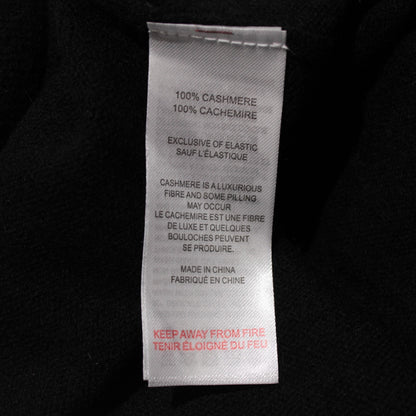 100% CASHMERE
100% CACHEMIRE
EXCLUSIVE OF ELASTIC
SAUF L'ÉLASTIQUE
CASHMERE IS A LUXURIOUS
FIBRE AND SOME PILLING
MAY OCCUR
LE CACHEMIRE EST UNE FIBRE
DE LUXE ET QUELQUES
BOULOCHES PEUVENT
SE PRODUIRE.
MADE IN CHINA
FABRIQUÉ EN CHINE
KEEP AWAY FROM FIRE
TENIR ÉLOIGNÉ DU FEU